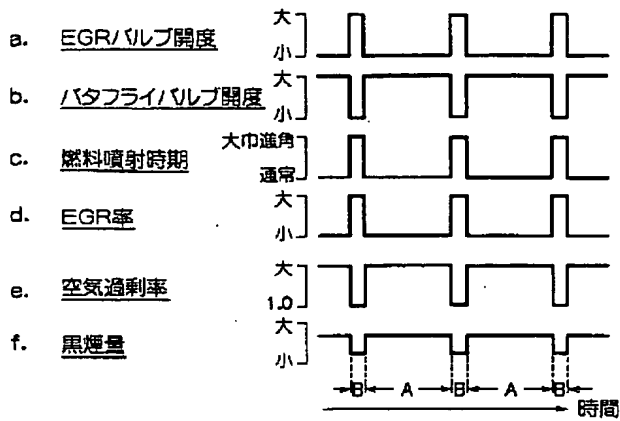 a. EGRバルブ開度 大 小
b. バタフライバルブ開度 大 小
c. 燃料噴射時期 大巾進角 通常
d. EGR率 大 小
e. 空気過剰率 大 1.0
f. 黒煙量 大 小
B A B A B
時間